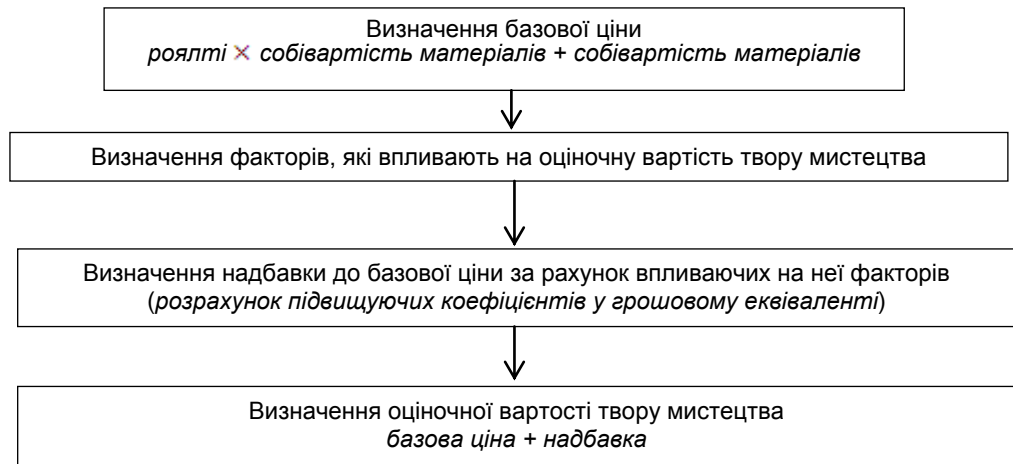 Визначення базової ціни
роялті × собівартість матеріалів + собівартість матеріалів
Визначення факторів, які впливають на оціночну вартість твору мистецтва
Визначення надбавки до базової ціни за рахунок впливаючих на неї факторів
(розрахунок підвищуючих коефіцієнтів у грошовому еквіваленті)
Визначення оціночної вартості твору мистецтва
базова ціна + надбавка